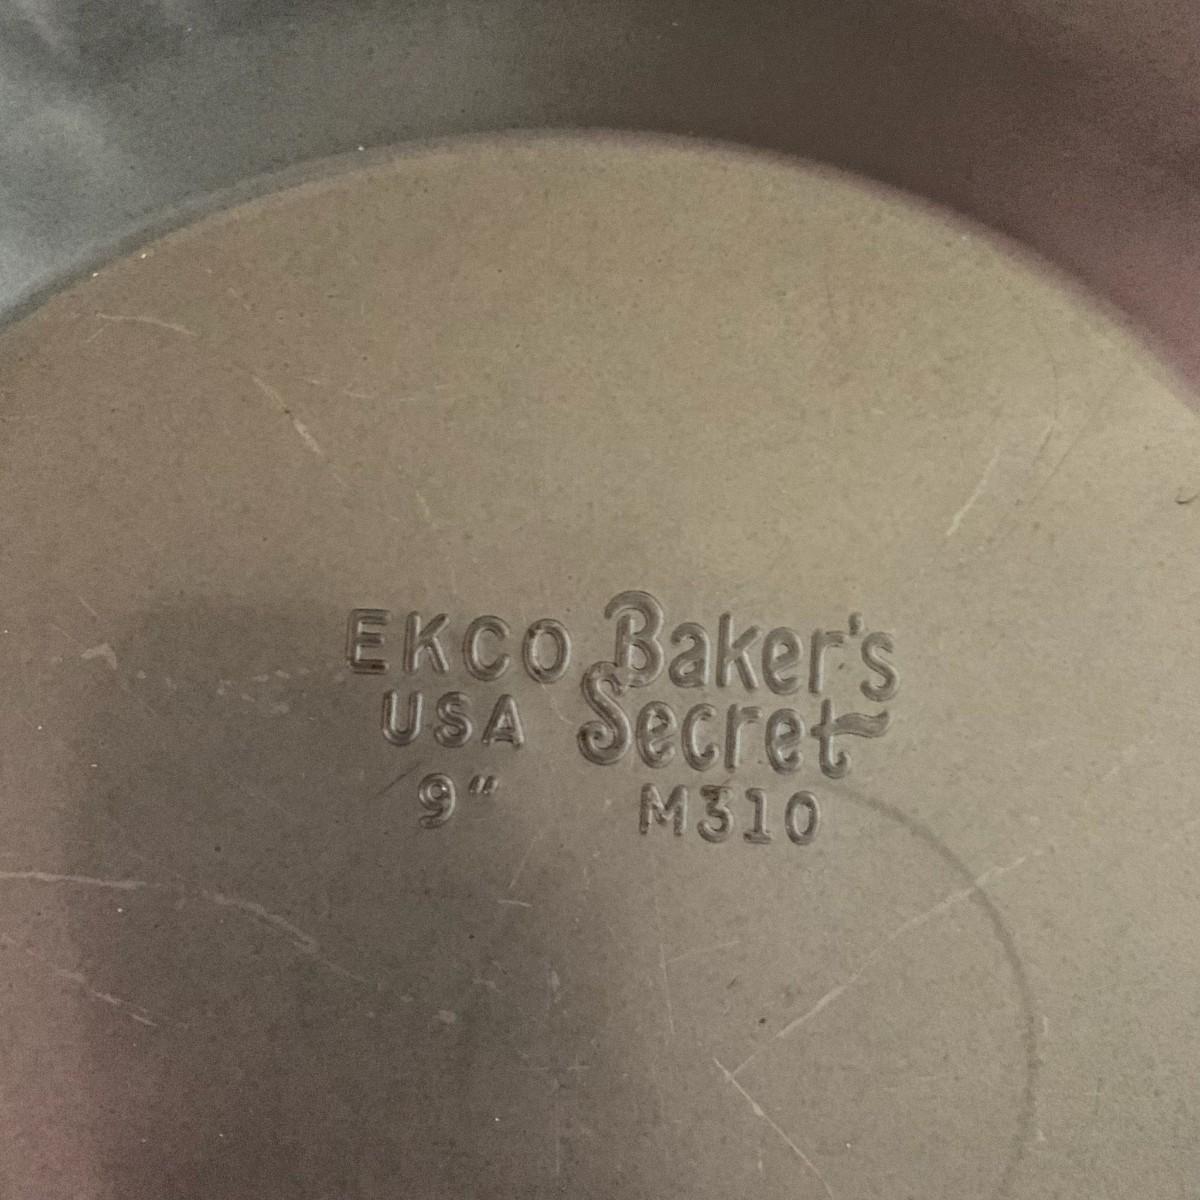 EKCO Baker's
USA Secret
9" M310